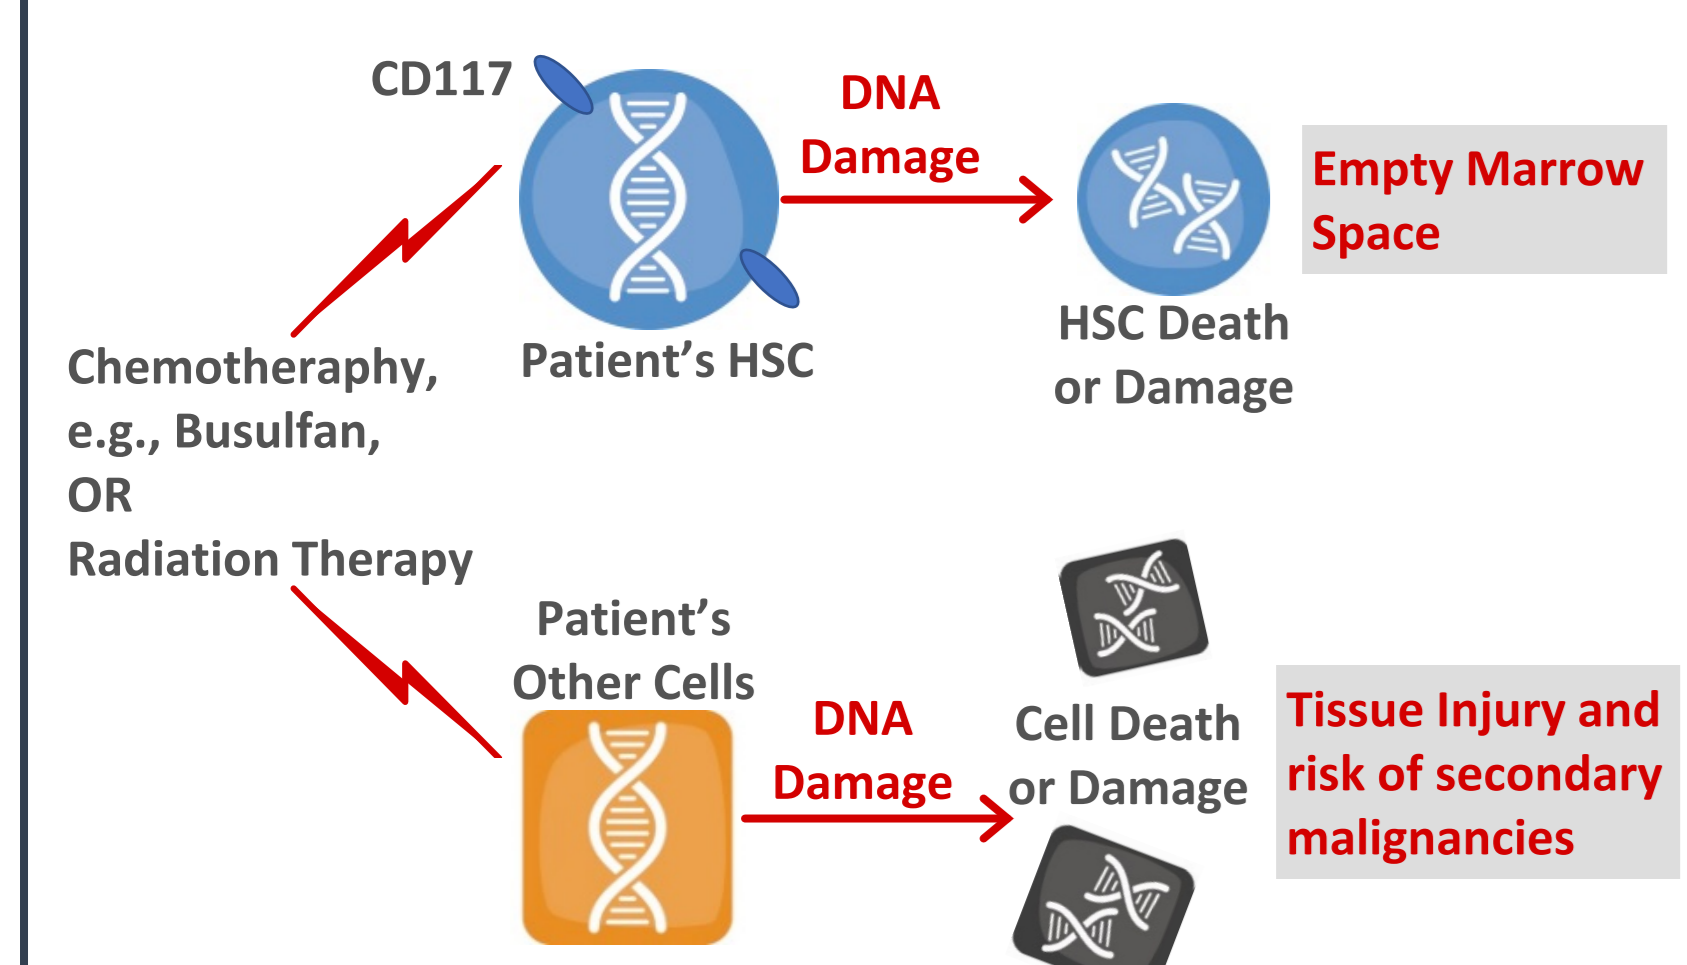 CD117
DNA
Damage
Empty Marrow
Space
Patient's HSC
HSC Death
or Damage
Chemotheraphy,
e.g., Busulfan,
OR
Radiation Therapy
Patient's
Other Cells
DNA
Damage
Cell Death
or Damage
Tissue Injury and
risk of secondary
malignancies